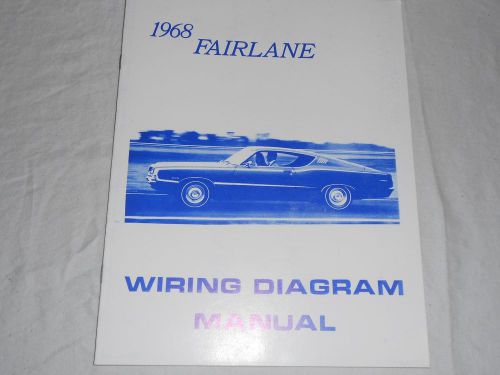 1968
FAIRLANE
WIRING DIAGRAM
MANUAL